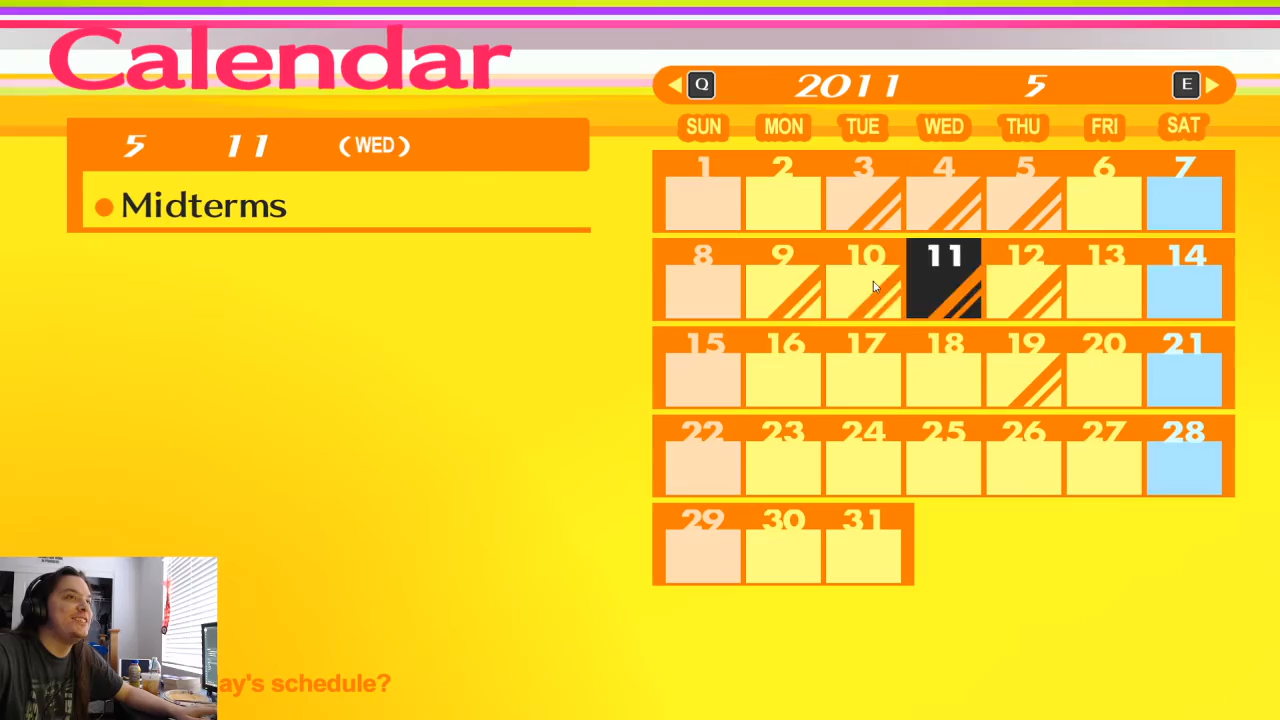 Calendar
Q 2011 5 E
SUN MON TUE WED THU FRI SAT
5 11 (WED)
Midterms
1 2 3 4 5 6 7
8 9 10 11 12 13 14
15 16 17 18 19 20 21
22 23 24 25 26 27 28
29 30 31
schedule?